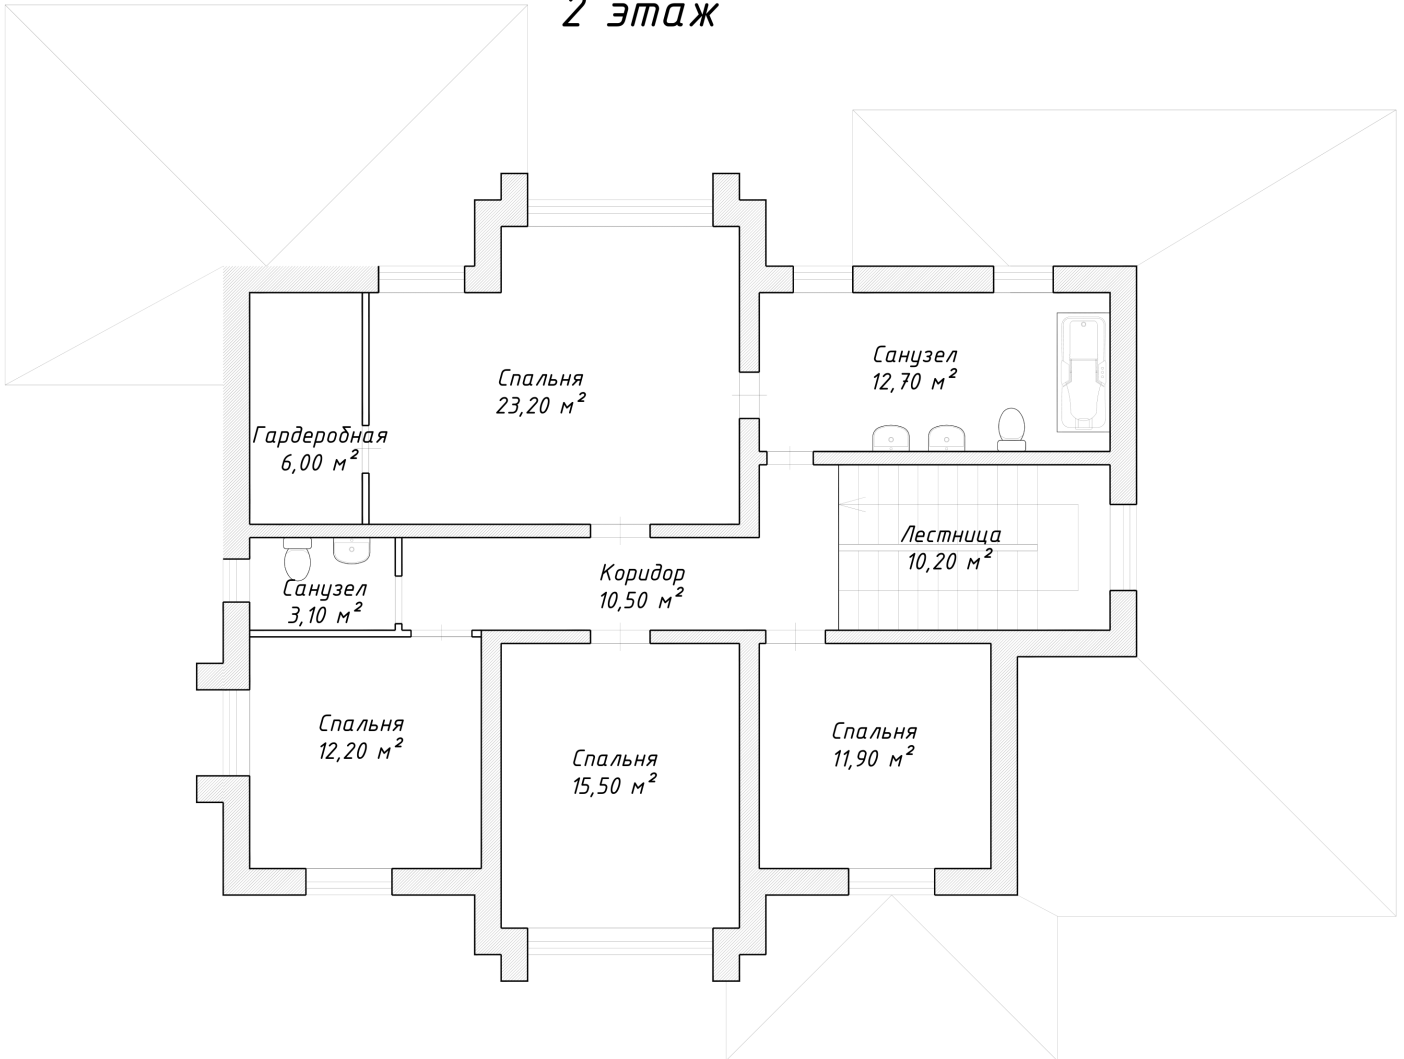 2 этаж
Санузел
12,70 м²
Спальня
23,20 м²
Гардеробная
6,00 м²
Лестница
10,20 м²
Коридор
10,50 м²
Санузел
3,10 м²
Спальня
12,20 м²
Спальня
15,50 м²
Спальня
11,90 м²